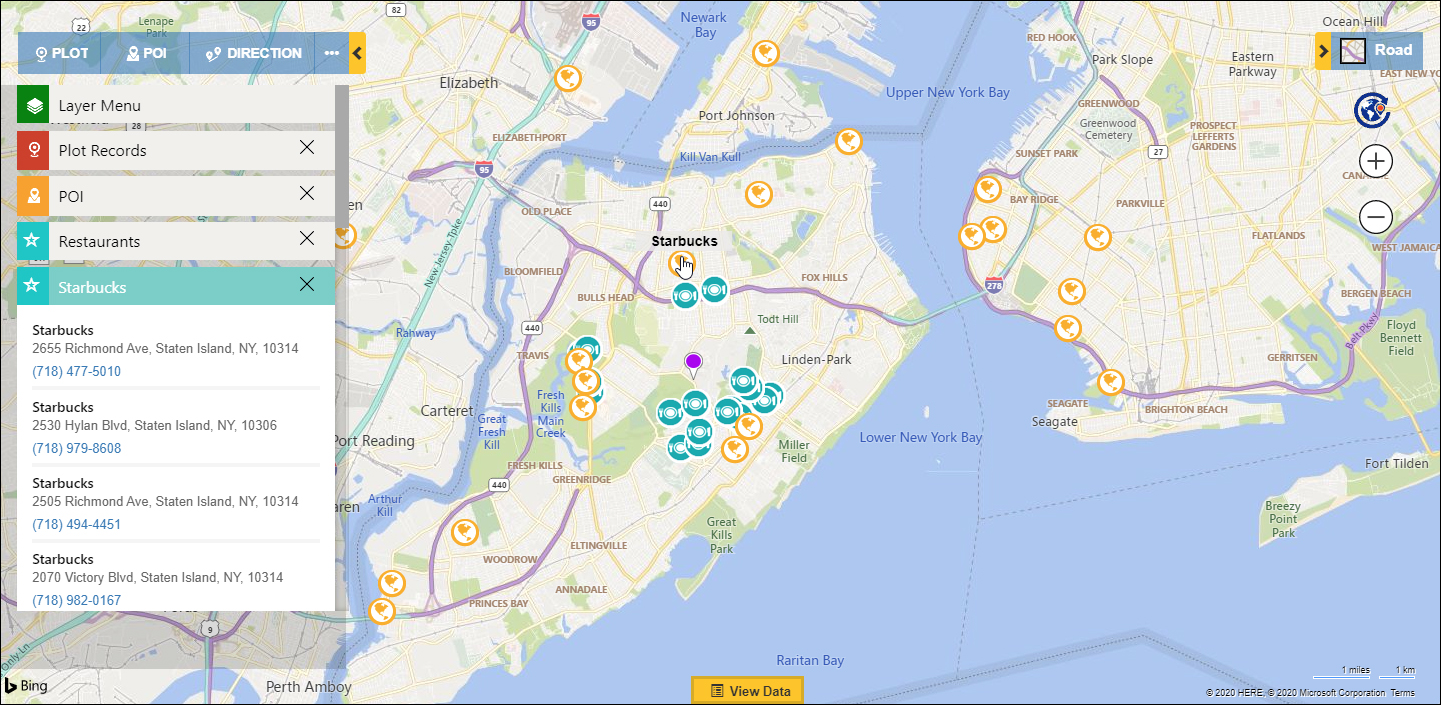 PLOT
POI
DIRECTION
•••
Road
Layer Menu
Plot Records
POI
Restaurants
Starbucks
Starbucks
2655 Richmond Ave, Staten Island, NY, 10314
(718) 477-5010
Starbucks
2530 Hylan Blvd, Staten Island, NY, 10306
(718) 979-8608
Starbucks
2505 Richmond Ave, Staten Island, NY, 10314
(718) 494-4451
Starbucks
2070 Victory Blvd, Staten Island, NY, 10314
(718) 982-0167
22
Lenape
Park
82
95
Newark
Bay
Ocean Hill
RED HOOK
Park Slope
Eastern
Parkway
EAST NEW YO
Elizabeth
Upper New York Bay
Port Johnson
GREENWOOD
Greenwood
Cemetery
PROSPECT
LEFFERTS
GARDENS
28
ELIZABETHPORT
Kill Van Kull
SUNSET PARK
27
95
CANA
440
OLD PLACE
BAY RIDGE
PARKVILLE
New Jersey Tpke
Starbucks
FLATLANDS
WEST JAMAICA
BLOOMFIELD
FOX HILLS
278
BULLS HEAD
BERGEN BEACH
Todt Hill
Rahway
440
Belt Pkwy
Floyd
Bennett
Field
TRAVIS
Linden-Park
GERRITSEN
Fresh
Kills
Main
Creek
Carteret
Great
Fresh
Kill
SEAGATE
Seagate
BRIGHTON BEACH
Port Reading
Lower New York Bay
Miller
Field
FRESH KILLS
GREENRIDGE
Fort Tilden
440
Arthur
Kill
aren
Breezy
Point
Park
Great
Kills
Park
ELTINGVILLE
WOODROW
ANNADALE
PRINCES BAY
9
only Ln
Raritan Bay
Perth Amboy
Bing
View Data
1 miles
1 km
© 2020 HERE, © 2020 Microsoft Corporation Terms